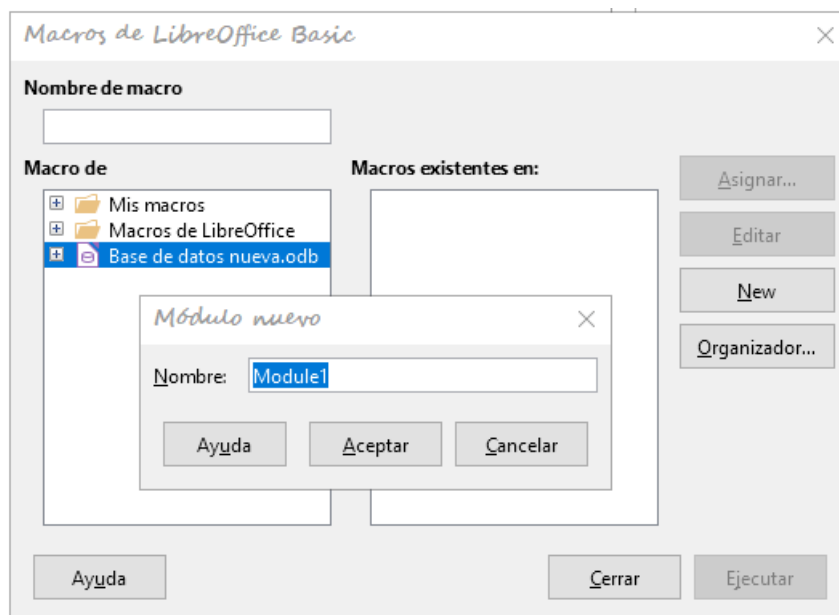 Macros de LibreOffice Basic
Nombre de macro
Macro de
Macros existentes en:
Mis macros
Macros de LibreOffice
Base de datos nueva.odb
Asignar...
Editar
New
Organizador...
Módulo nuevo
Nombre: Module1
Ayuda Aceptar Cancelar
Ayuda Cerrar Ejecutar